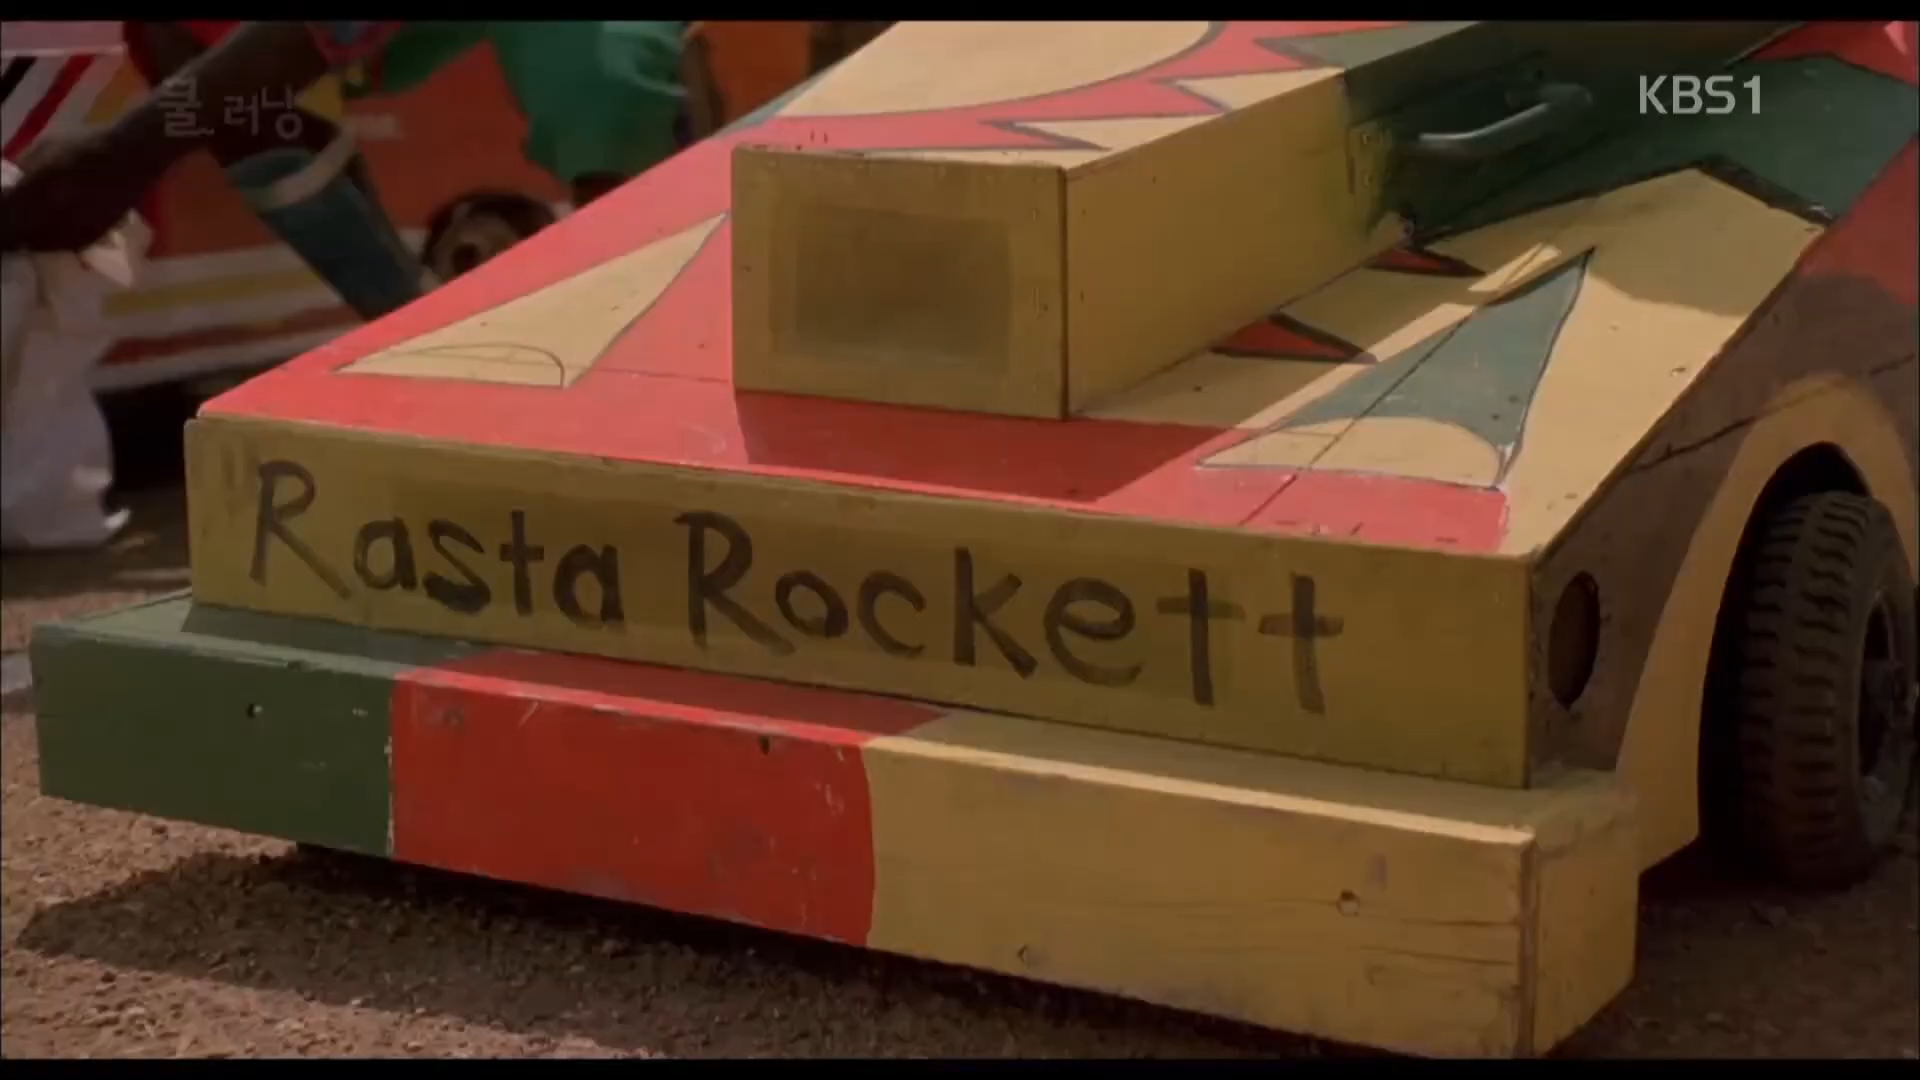 쿨 러닝
KBS1
Rasta Rockett